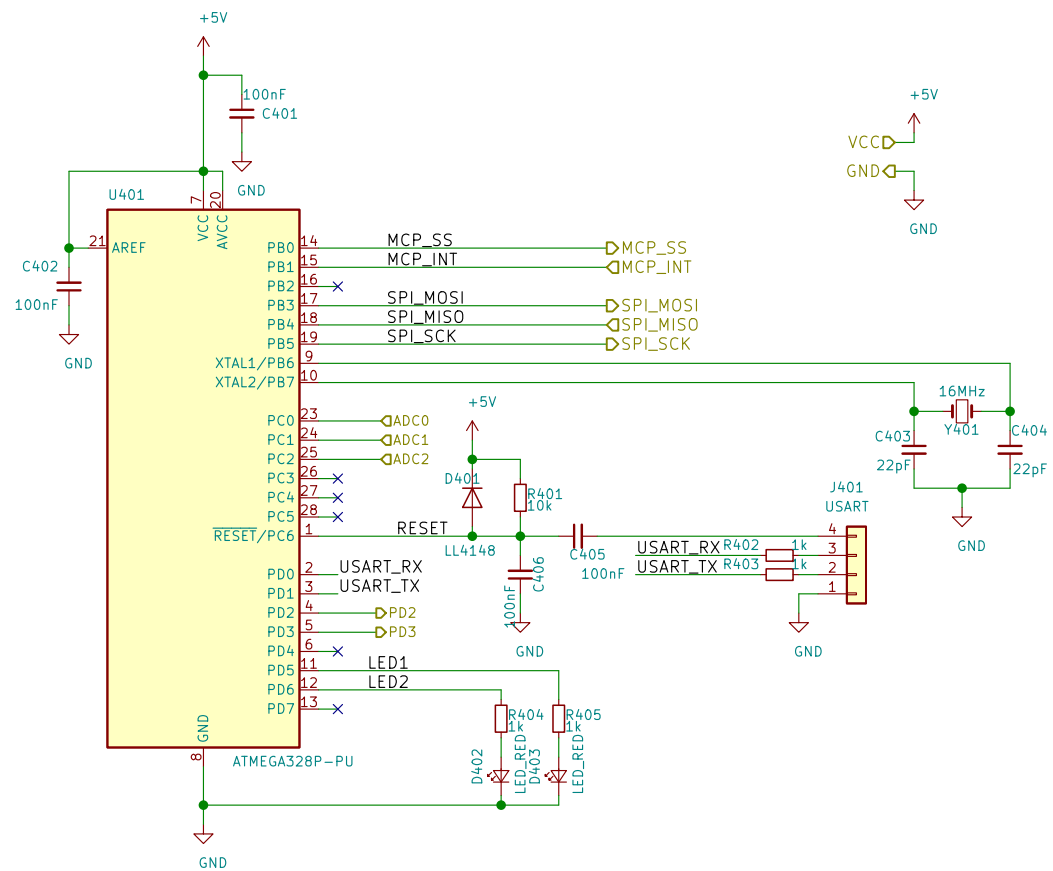 +5V
100nF
C401
GND
+5V
VCC
GND
GND
U401
7
20
VCC
AVCC
21 AREF
C402
100nF
GND
PB0 14 MCP_SS MCP_SS
PB1 15 MCP_INT MCP_INT
PB2 16
PB3 17 SPI_MOSI SPI_MOSI
PB4 18 SPI_MISO SPI_MISO
PB5 19 SPI_SCK SPI_SCK
XTAL1/PB6 9
XTAL2/PB7 10
16MHz
Y401
C403
22pF
C404
22pF
GND
PC0 23 ADC0
PC1 24 ADC1
PC2 25 ADC2
PC3 26
PC4 27
PC5 28
RESET/PC6 1 RESET
+5V
D401
LL4148
R401
10k
C405
100nF
C406
100nF
GND
J401
USART
4
USART_RX R402 1k 3
USART_TX R403 1k 2
1
GND
PD0 2 USART_RX
PD1 3 USART_TX
PD2 4 PD2
PD3 5 PD3
PD4 6
PD5 11 LED1
PD6 12 LED2
PD7 13
R404
1k
R405
1k
D402
LED_RED
D403
LED_RED
GND
8
ATMEGA328P-PU
GND